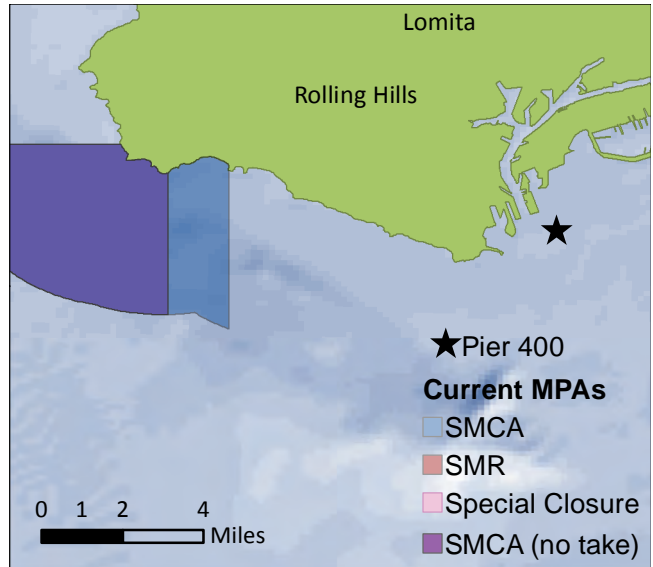 Lomita
Rolling Hills
Pier 400
Current MPAs
SMCA
SMR
Special Closure
SMCA (no take)
0 1 2 4
Miles